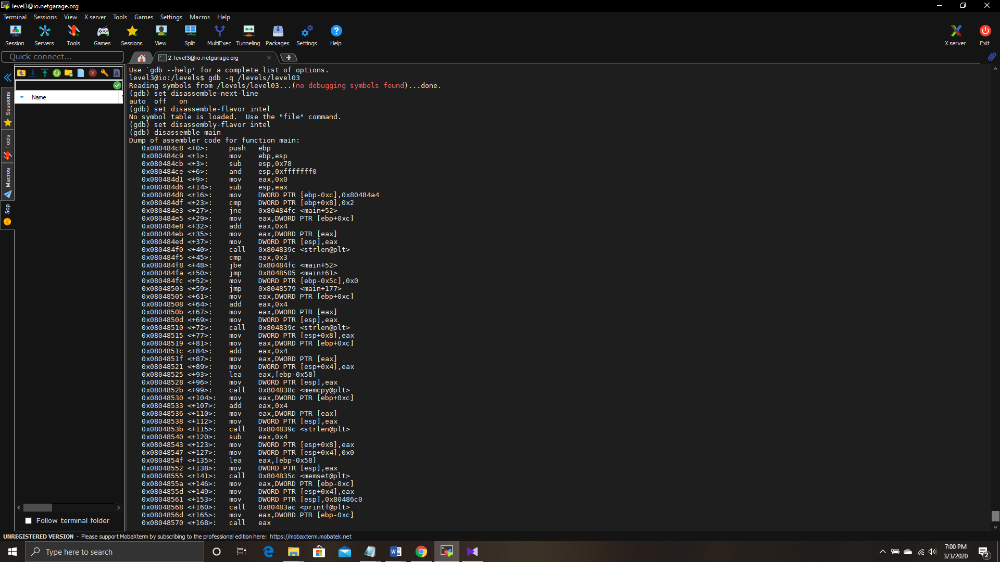 level3@io.netgarage.org
Terminal Sessions View X server Tools Games Settings Macros Help
Session Servers Tools Games Sessions View Split MultiExec Tunneling Packages Settings Help X server Exit
Quick connect...
2. level3@io.netgarage.org
Name
Sessions
Tools
Macros
Scp
Use `gdb --help' for a complete list of options.
level3@io:/levels$ gdb -q /levels/level03
Reading symbols from /levels/level03...(no debugging symbols found)...done.
(gdb) set disassemble-next-line
auto  off   on
(gdb) set disassemble-flavor intel
No symbol table is loaded.  Use the "file" command.
(gdb) set disassembly-flavor intel
(gdb) disassemble main
Dump of assembler code for function main:
0x080484c8 <+0>:     push   ebp
0x080484c9 <+1>:     mov    ebp,esp
0x080484cb <+3>:     sub    esp,0x78
0x080484ce <+6>:     and    esp,0xfffffff0
0x080484d1 <+9>:     mov    eax,0x0
0x080484d6 <+14>:    sub    esp,eax
0x080484d8 <+16>:    mov    DWORD PTR [ebp-0xc],0x80484a4
0x080484df <+23>:    cmp    DWORD PTR [ebp+0x8],0x2
0x080484e3 <+27>:    jne    0x80484fc <main+52>
0x080484e5 <+29>:    mov    eax,DWORD PTR [ebp+0xc]
0x080484e8 <+32>:    add    eax,0x4
0x080484eb <+35>:    mov    eax,DWORD PTR [eax]
0x080484ed <+37>:    mov    DWORD PTR [esp],eax
0x080484f0 <+40>:    call   0x804839c <strlen@plt>
0x080484f5 <+45>:    cmp    eax,0x3
0x080484f8 <+48>:    jbe    0x80484fc <main+52>
0x080484fa <+50>:    jmp    0x8048505 <main+61>
0x080484fc <+52>:    mov    DWORD PTR [ebp-0x5c],0x0
0x08048503 <+59>:    jmp    0x8048579 <main+177>
0x08048505 <+61>:    mov    eax,DWORD PTR [ebp+0xc]
0x08048508 <+64>:    add    eax,0x4
0x0804850b <+67>:    mov    eax,DWORD PTR [eax]
0x0804850d <+69>:    mov    DWORD PTR [esp],eax
0x08048510 <+72>:    call   0x804839c <strlen@plt>
0x08048515 <+77>:    mov    DWORD PTR [esp+0x8],eax
0x08048519 <+81>:    mov    eax,DWORD PTR [ebp+0xc]
0x0804851c <+84>:    add    eax,0x4
0x0804851f <+87>:    mov    eax,DWORD PTR [eax]
0x08048521 <+89>:    mov    DWORD PTR [esp+0x4],eax
0x08048525 <+93>:    lea    eax,[ebp-0x58]
0x08048528 <+96>:    mov    DWORD PTR [esp],eax
0x0804852b <+99>:    call   0x804838c <memcpy@plt>
0x08048530 <+104>:   mov    eax,DWORD PTR [ebp+0xc]
0x08048533 <+107>:   add    eax,0x4
0x08048536 <+110>:   mov    eax,DWORD PTR [eax]
0x08048538 <+112>:   mov    DWORD PTR [esp],eax
0x0804853b <+115>:   call   0x804839c <strlen@plt>
0x08048540 <+120>:   sub    eax,0x4
0x08048543 <+123>:   mov    DWORD PTR [esp+0x8],eax
0x08048547 <+127>:   mov    DWORD PTR [esp+0x4],0x0
0x0804854f <+135>:   lea    eax,[ebp-0x58]
0x08048552 <+138>:   mov    DWORD PTR [esp],eax
0x08048555 <+141>:   call   0x804835c <memset@plt>
0x0804855a <+146>:   mov    eax,DWORD PTR [ebp-0xc]
0x0804855d <+149>:   mov    DWORD PTR [esp+0x4],eax
0x08048561 <+153>:   mov    DWORD PTR [esp],0x80486c0
0x08048568 <+160>:   call   0x80483ac <printf@plt>
0x0804856d <+165>:   mov    eax,DWORD PTR [ebp-0xc]
0x08048570 <+168>:   call   eax
Follow terminal folder
UNREGISTERED VERSION - Please support MobaXterm by subscribing to the professional edition here: https://mobaxterm.mobatek.net
Type here to search
7:00 PM
3/3/2020
2